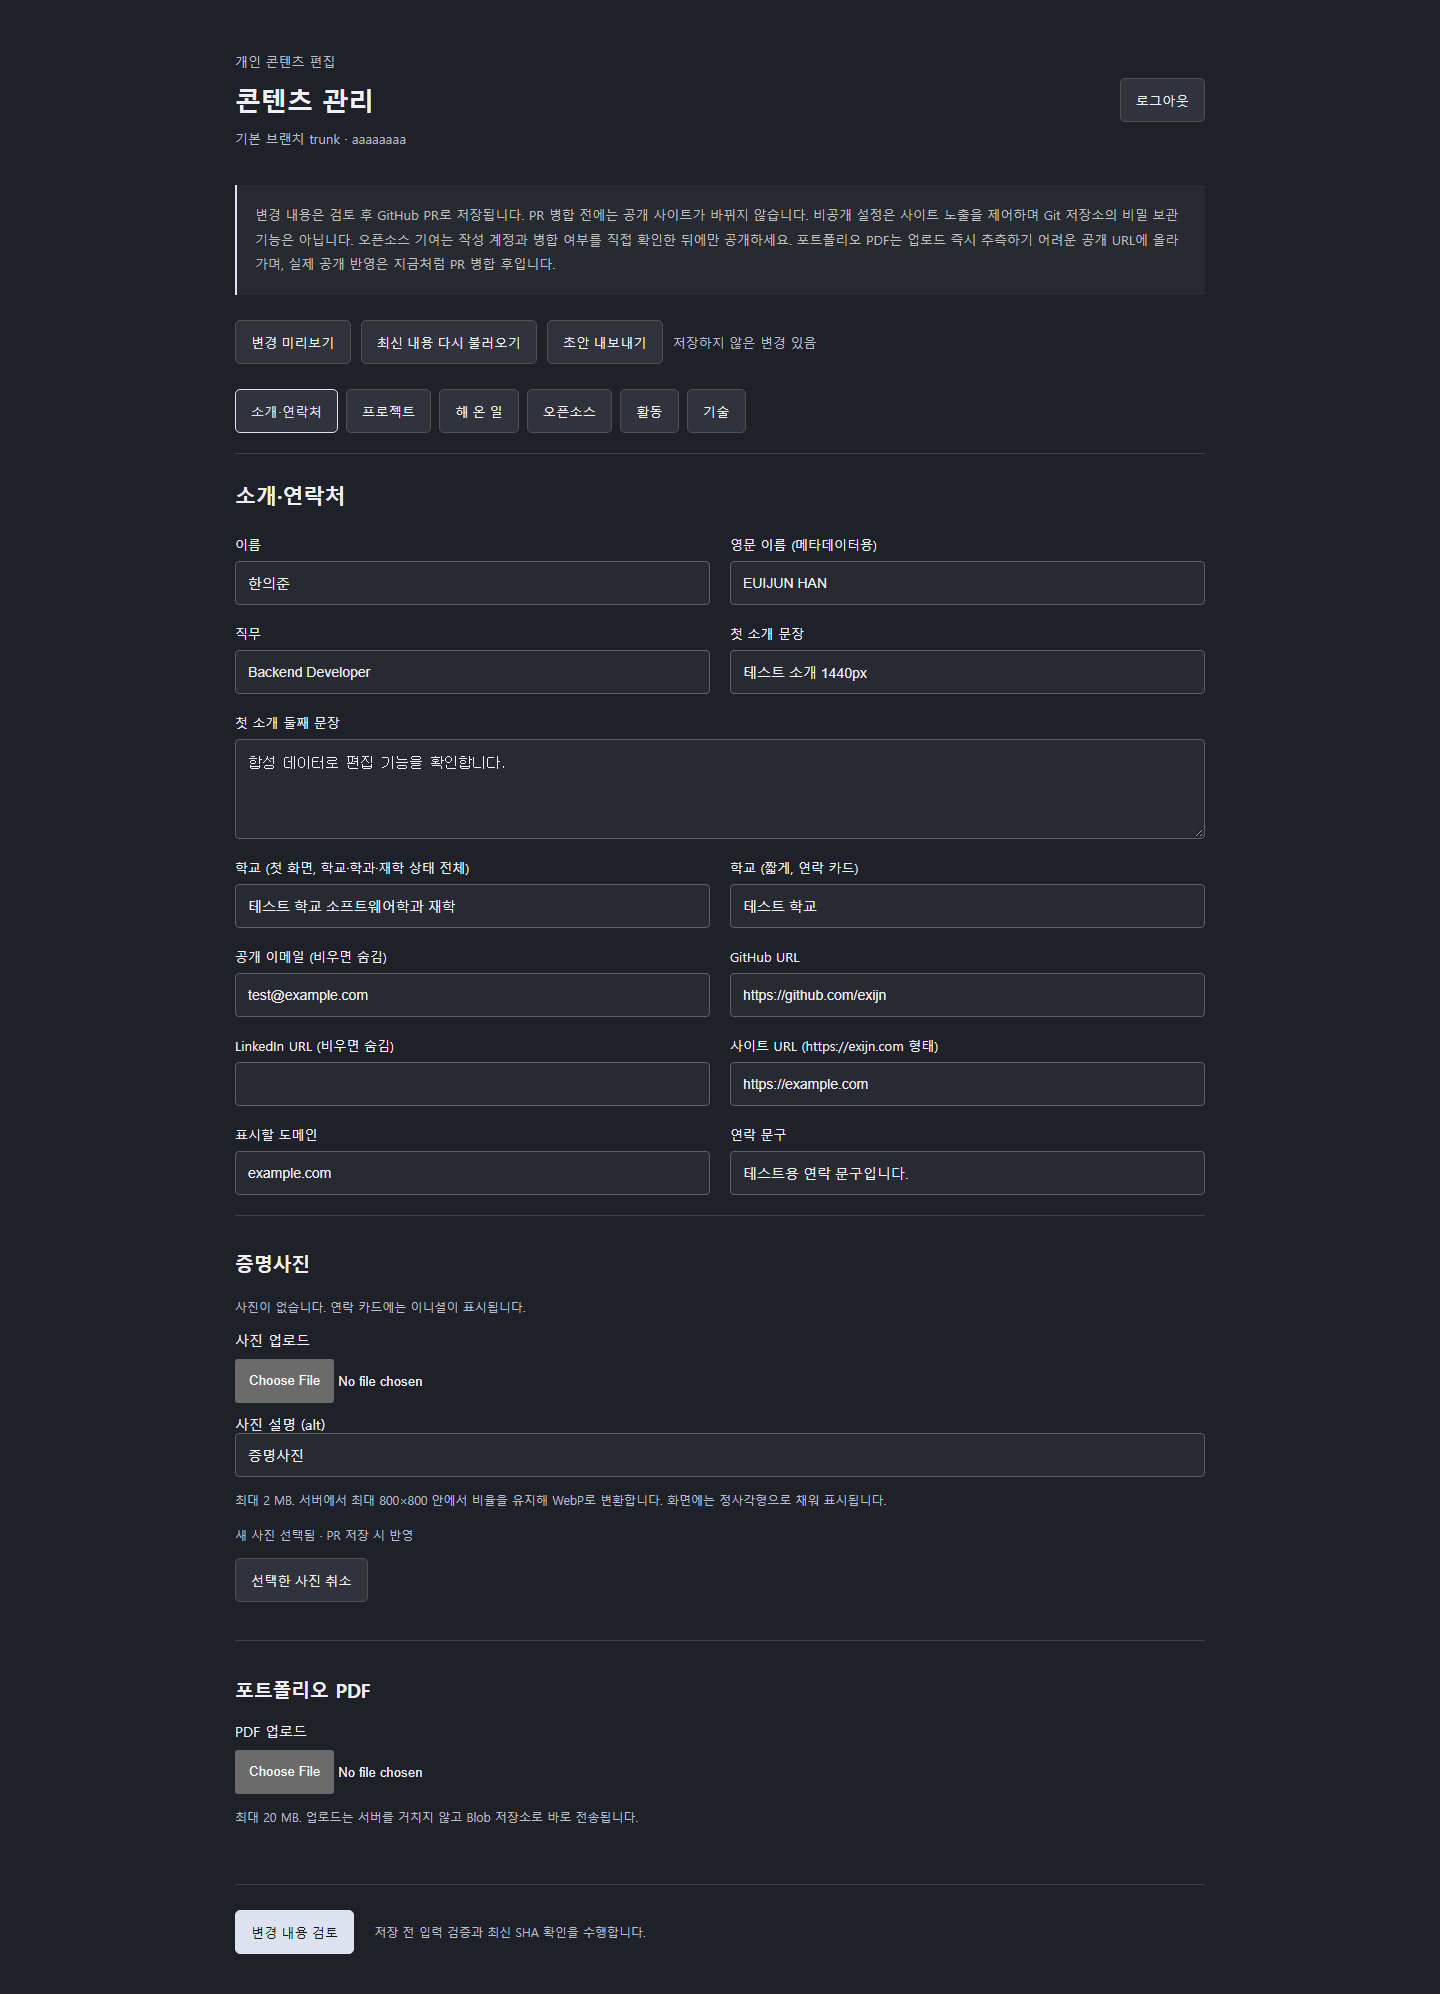 개인 콘텐츠 편집
콘텐츠 관리
로그아웃
기본 브랜치 trunk · aaaaaaaa
변경 내용은 검토 후 GitHub PR로 저장됩니다. PR 병합 전에는 공개 사이트가 바뀌지 않습니다. 비공개 설정은 사이트 노출을 제어하며 Git 저장소의 비밀 보관
기능은 아닙니다. 오픈소스 기여는 작성 계정과 병합 여부를 직접 확인한 뒤에만 공개하세요. 포트폴리오 PDF는 업로드 즉시 추측하기 어려운 공개 URL에 올라
가며, 실제 공개 반영은 지금처럼 PR 병합 후입니다.
변경 미리보기 최신 내용 다시 불러오기 초안 내보내기 저장하지 않은 변경 있음
소개·연락처 프로젝트 해 온 일 오픈소스 활동 기술
소개·연락처
이름 영문 이름 (메타데이터용)
한의준 EUIJUN HAN
직무 첫 소개 문장
Backend Developer 테스트 소개 1440px
첫 소개 둘째 문장
합성 데이터로 편집 기능을 확인합니다.
학교 (첫 화면, 학교·학과·재학 상태 전체) 학교 (짧게, 연락 카드)
테스트 학교 소프트웨어학과 재학 테스트 학교
공개 이메일 (비우면 숨김) GitHub URL
test@example.com https://github.com/exijn
LinkedIn URL (비우면 숨김) 사이트 URL (https://exijn.com 형태)
https://example.com
표시할 도메인 연락 문구
example.com 테스트용 연락 문구입니다.
증명사진
사진이 없습니다. 연락 카드에는 이니셜이 표시됩니다.
사진 업로드
Choose File No file chosen
사진 설명 (alt)
증명사진
최대 2 MB. 서버에서 최대 800×800 안에서 비율을 유지해 WebP로 변환합니다. 화면에는 정사각형으로 채워 표시됩니다.
새 사진 선택됨 · PR 저장 시 반영
선택한 사진 취소
포트폴리오 PDF
PDF 업로드
Choose File No file chosen
최대 20 MB. 업로드는 서버를 거치지 않고 Blob 저장소로 바로 전송됩니다.
변경 내용 검토 저장 전 입력 검증과 최신 SHA 확인을 수행합니다.